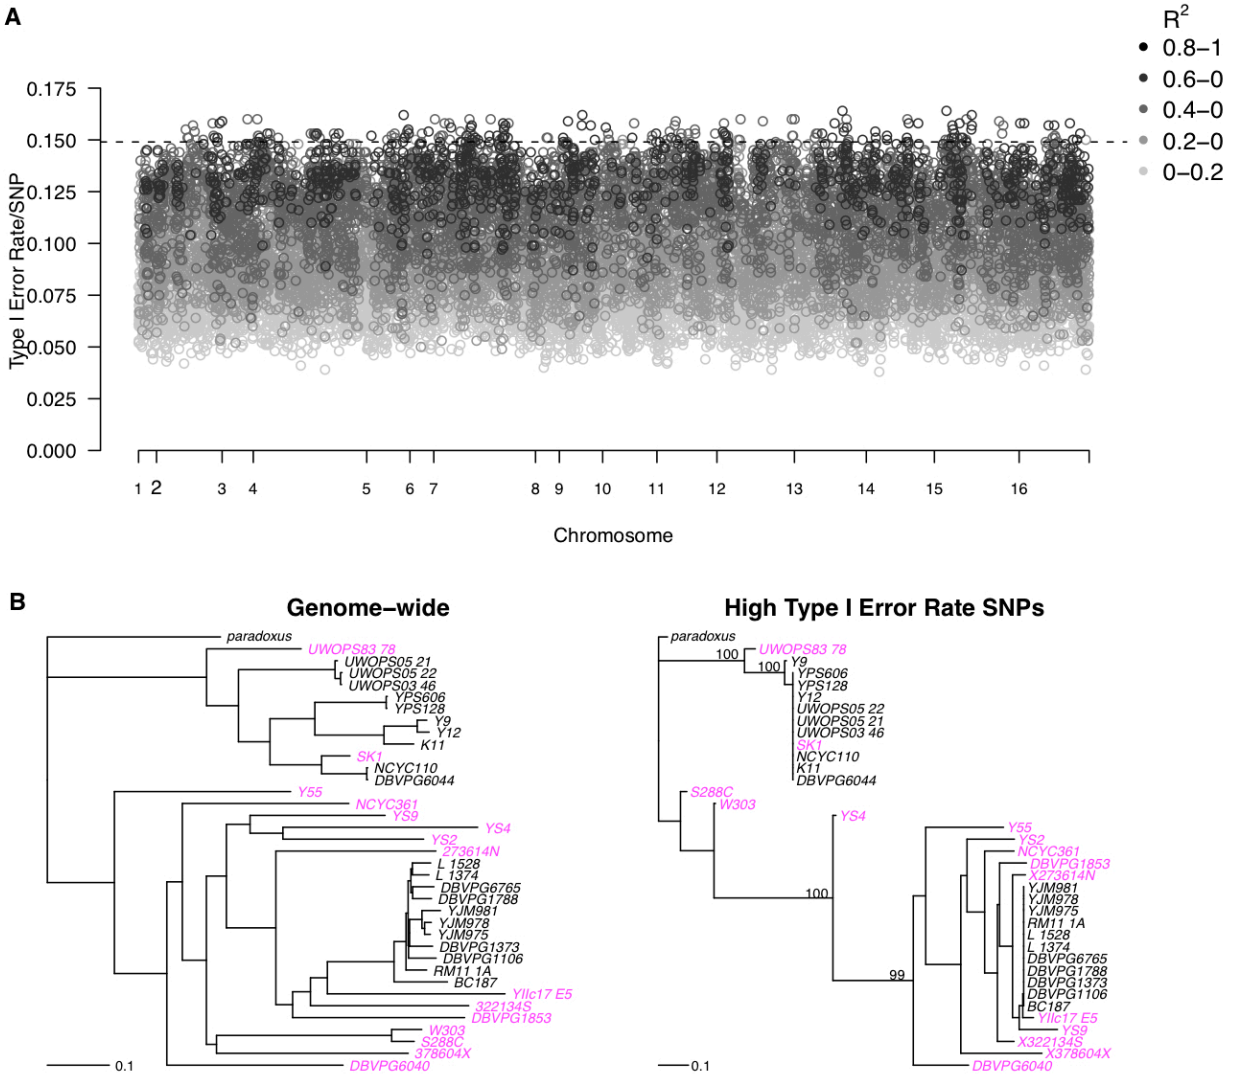 A
R2
0.8−1
0.6−0
0.4−0
0.2−0
0−0.2
0.175
0.150
0.125
0.100
0.075
0.050
0.025
0.000
Type I Error Rate/SNP
1 2 3 4 5 6 7 8 9 10 11 12 13 14 15 16
Chromosome
B
Genome−wide
paradoxus
UWOPS83 78
UWOPS05 21
UWOPS05 22
UWOPS03 46
YPS606
YPS128
Y9
Y12
K11
SK1
NCYC110
DBVPG6044
Y55
NCYC361
YS9
YS4
YS2
273614N
L 1528
L 1374
DBVPG6765
DBVPG1788
YJM981
YJM978
YJM975
DBVPG1373
DBVPG1106
RM11 1A
BC187
YIIc17 E5
322134S
DBVPG1853
W303
S288C
378604X
DBVPG6040
0.1
High Type I Error Rate SNPs
paradoxus
UWOPS83 78
100
Y9
100
YPS606
YPS128
Y12
UWOPS05 22
UWOPS05 21
UWOPS03 46
SK1
NCYC110
K11
DBVPG6044
S288C
W303
YS4
Y55
YS2
NCYC361
DBVPG1853
X273614N
YJM981
YJM978
YJM975
RM11 1A
L 1528
L 1374
DBVPG6765
DBVPG1788
DBVPG1373
DBVPG1106
BC187
YIIc17 E5
YS9
X322134S
X378604X
DBVPG6040
100
99
0.1